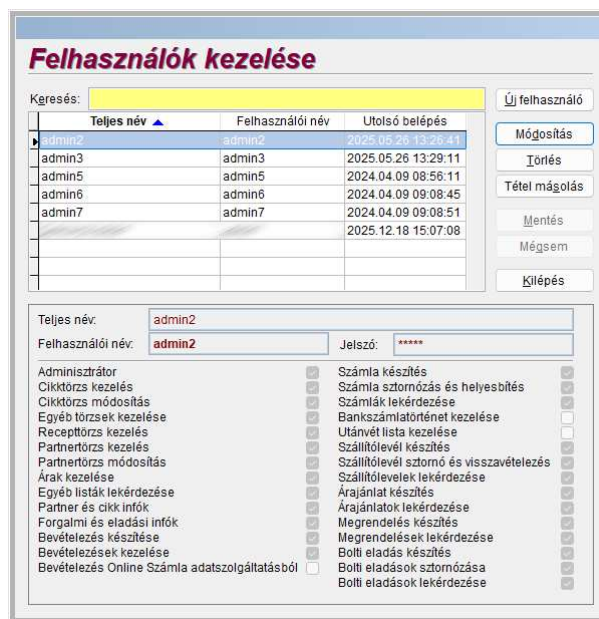 Felhasználók kezelése
Keresés:
Új felhasználó
Teljes név Felhasználói név Utolsó belépés
admin2 admin2 2025.05.26 13:26:41
admin3 admin3 2025.05.26 13:29:11
admin5 admin5 2024.04.09 08:56:11
admin6 admin6 2024.04.09 09:08:45
admin7 admin7 2024.04.09 09:08:51
2025.12.18 15:07:08
Módosítás
Törlés
Tétel másolás
Mentés
Mégsem
Kilépés
Teljes név: admin2
Felhasználói név: admin2 Jelszó: *****
Adminisztrátor
Cikktörzs kezelés
Cikktörzs módosítás
Egyéb törzsek kezelése
Recepttörzs kezelés
Partnertörzs kezelés
Partnertörzs módosítás
Árak kezelése
Egyéb listák lekérdezése
Partner és cikk infók
Forgalmi és eladási infók
Bevételezés készítése
Bevételezések kezelése
Bevételezés Online Számla adatszolgáltatásból
Számla készítés
Számla sztornózás és helyesbítés
Számlák lekérdezése
Bankszámlatörténet kezelése
Utánvét lista kezelése
Szállítólevél készítés
Szállítólevél sztornó és visszavételezés
Szállítólevelek lekérdezése
Árajánlat készítés
Árajánlatok lekérdezése
Megrendelés készítés
Megrendelések lekérdezése
Bolti eladás készítés
Bolti eladások sztornózása
Bolti eladások lekérdezése